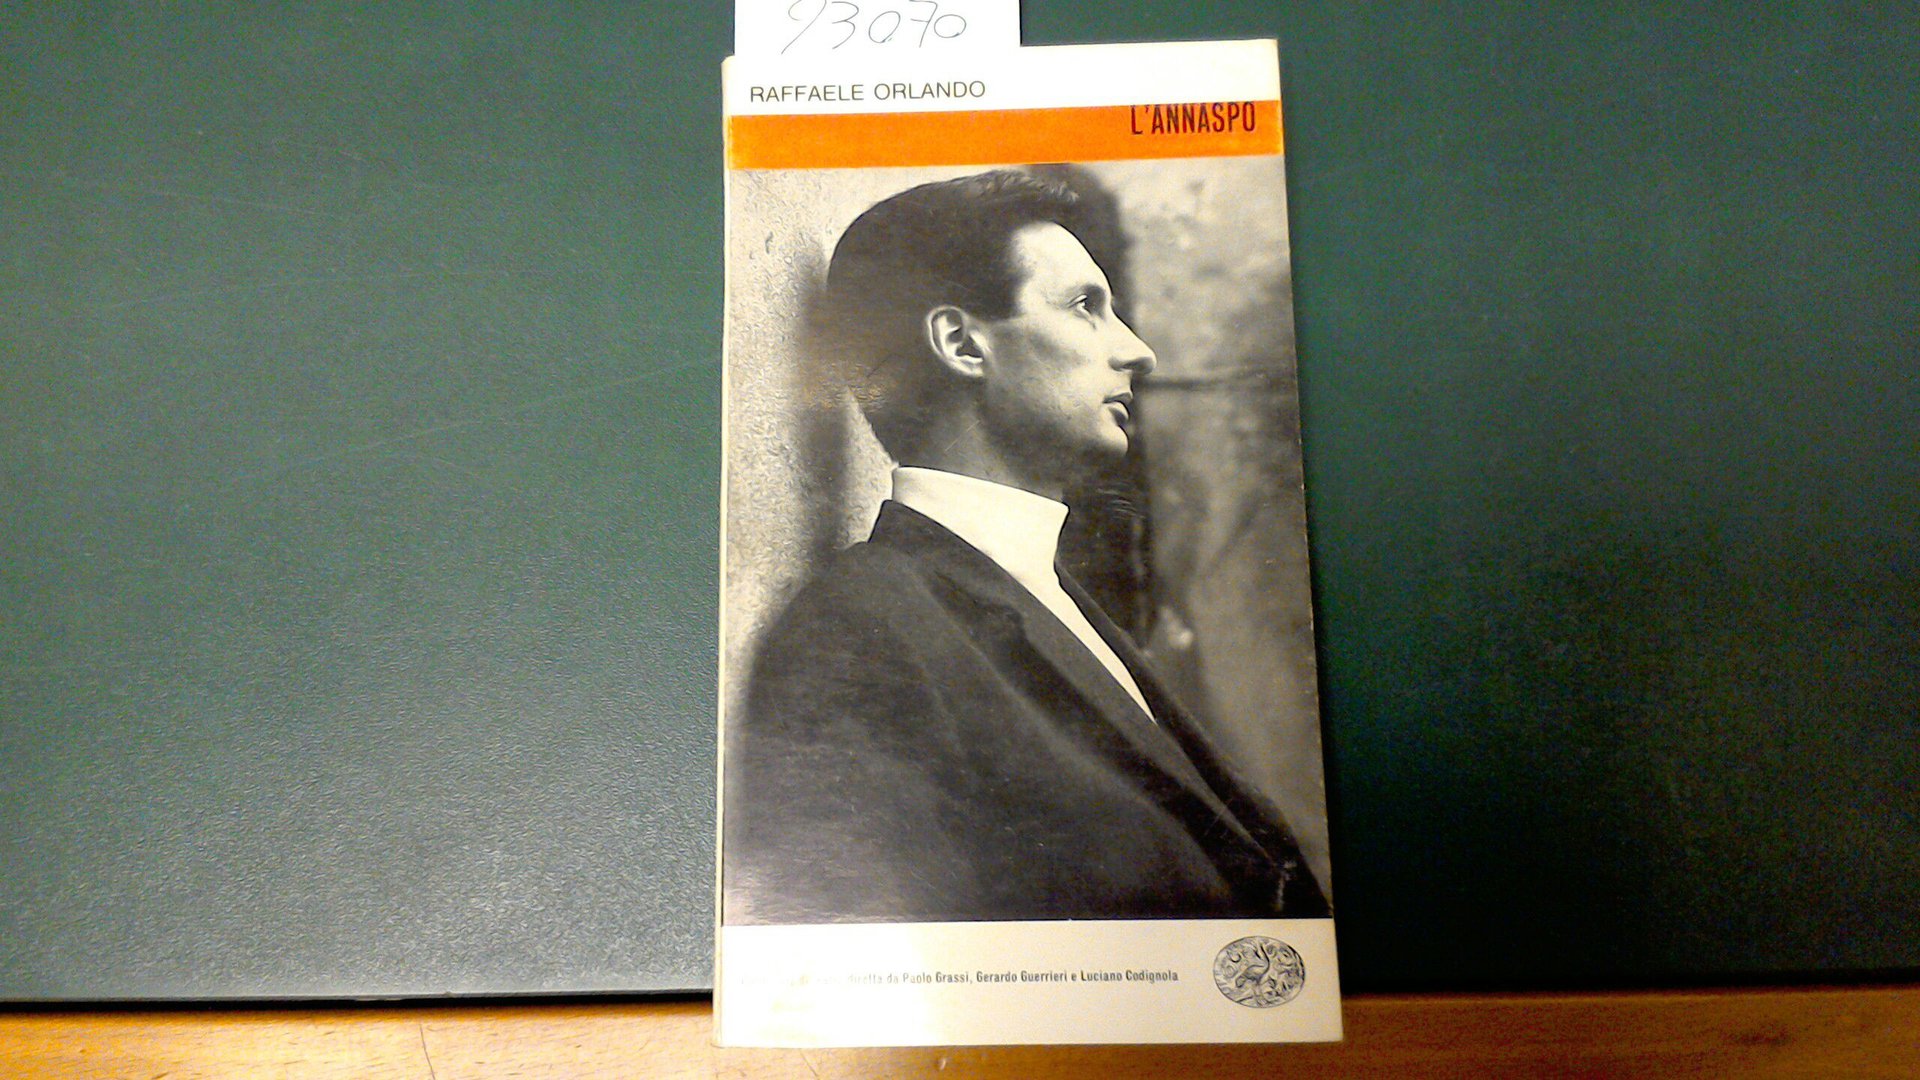 93070
RAFFAELE ORLANDO
L'ANNASPO
diretta da Paolo Grassi, Gerardo Guerrieri e Luciano Codignola